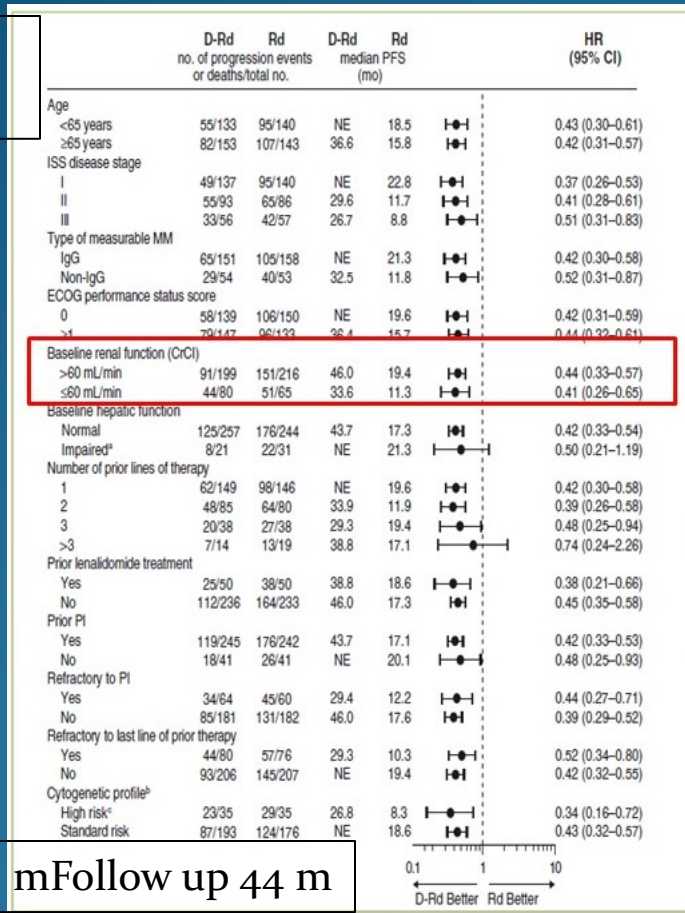 D-Rd Rd D-Rd Rd HR
no. of progression events median PFS (95% CI)
or deaths/total no. (mo)
Age
<65 years 55/133 95/140 NE 18.5 0.43 (0.30–0.61)
≥65 years 82/153 107/143 36.6 15.8 0.42 (0.31–0.57)
ISS disease stage
I 49/137 95/140 NE 22.8 0.37 (0.26–0.53)
II 55/93 65/86 29.6 11.7 0.41 (0.28–0.61)
III 33/56 42/57 26.7 8.8 0.51 (0.31–0.83)
Type of measurable MM
IgG 65/151 105/158 NE 21.3 0.42 (0.30–0.58)
Non-IgG 29/54 40/53 32.5 11.8 0.52 (0.31–0.87)
ECOG performance status score
0 58/139 106/150 NE 19.6 0.42 (0.31–0.59)
≥1 79/147 96/133 36.4 15.7 0.44 (0.32–0.61)
Baseline renal function (CrCl)
>60 mL/min 91/199 151/216 46.0 19.4 0.44 (0.33–0.57)
≤60 mL/min 44/80 51/65 33.6 11.3 0.41 (0.26–0.65)
Baseline hepatic function
Normal 125/257 176/244 43.7 17.3 0.42 (0.33–0.54)
Impairedᵃ 8/21 22/31 NE 21.3 0.50 (0.21–1.19)
Number of prior lines of therapy
1 62/149 98/146 NE 19.6 0.42 (0.30–0.58)
2 48/85 64/80 33.9 11.9 0.39 (0.26–0.58)
3 20/38 27/38 29.3 19.4 0.48 (0.25–0.94)
>3 7/14 13/19 38.8 17.1 0.74 (0.24–2.26)
Prior lenalidomide treatment
Yes 25/50 38/50 38.8 18.6 0.38 (0.21–0.66)
No 112/236 164/233 46.0 17.3 0.45 (0.35–0.58)
Prior PI
Yes 119/245 176/242 43.7 17.1 0.42 (0.33–0.53)
No 18/41 26/41 NE 20.1 0.48 (0.25–0.93)
Refractory to PI
Yes 34/64 45/60 29.4 12.2 0.44 (0.27–0.71)
No 85/181 131/182 46.0 17.6 0.39 (0.29–0.52)
Refractory to last line of prior therapy
Yes 44/80 57/76 29.3 10.3 0.52 (0.34–0.80)
No 93/206 145/207 NE 19.4 0.42 (0.32–0.55)
Cytogenetic profileᵇ
High riskᶜ 23/35 29/35 26.8 8.3 0.34 (0.16–0.72)
Standard risk 87/193 124/176 NE 18.6 0.43 (0.32–0.57)
mFollow up 44 m
0.1 1 10
D-Rd Better Rd Better